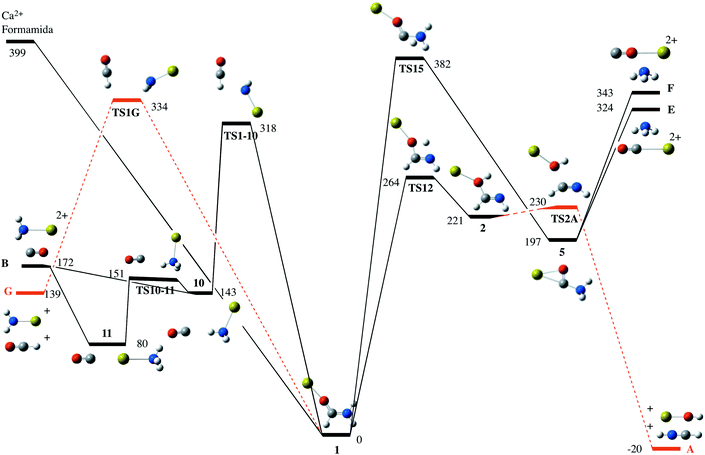 Ca2+
Formamida
399
TS1G
334
TS1-10
318
TS15
382
2+
F
343
324
E
2+
264
TS12
221
2
230
TS2A
197
5
2+
B
172
G
139
+
+
151
TS10-11
10
143
11
80
1
0
+
+
-20
A